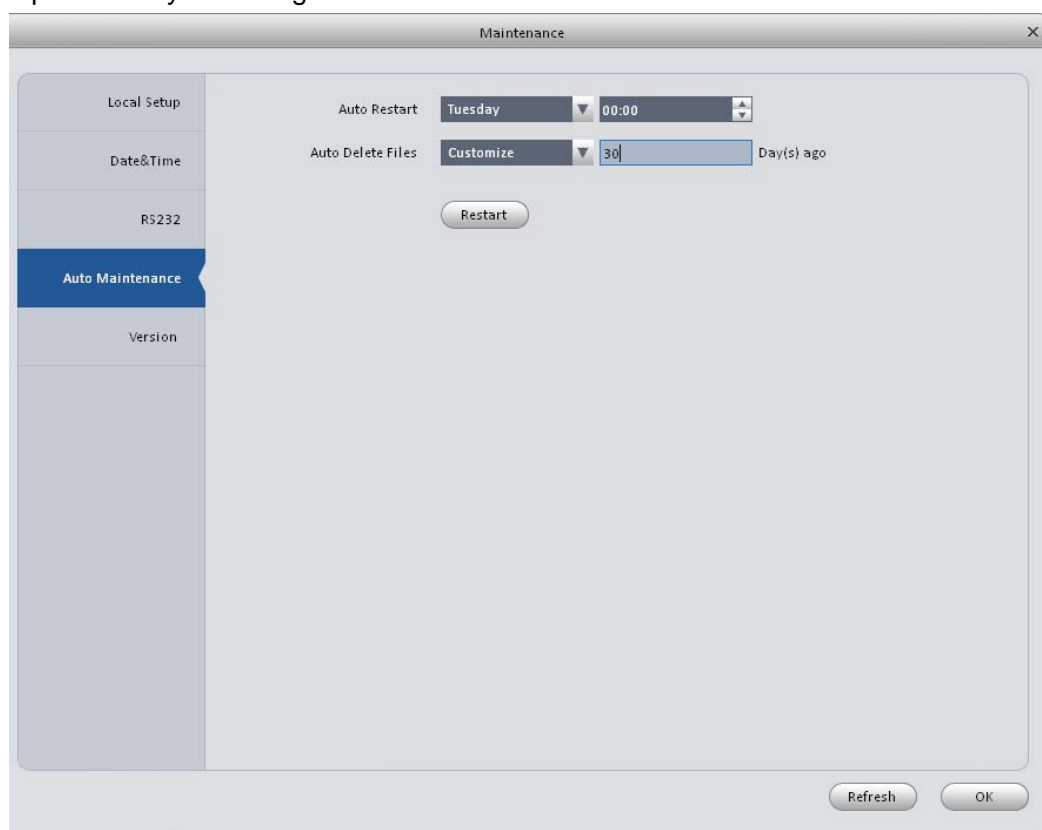 Maintenance
Local Setup
Date&Time
RS232
Auto Maintenance
Version
Auto Restart Tuesday 00:00
Auto Delete Files Customize 30 Day(s) ago
Restart
Refresh OK